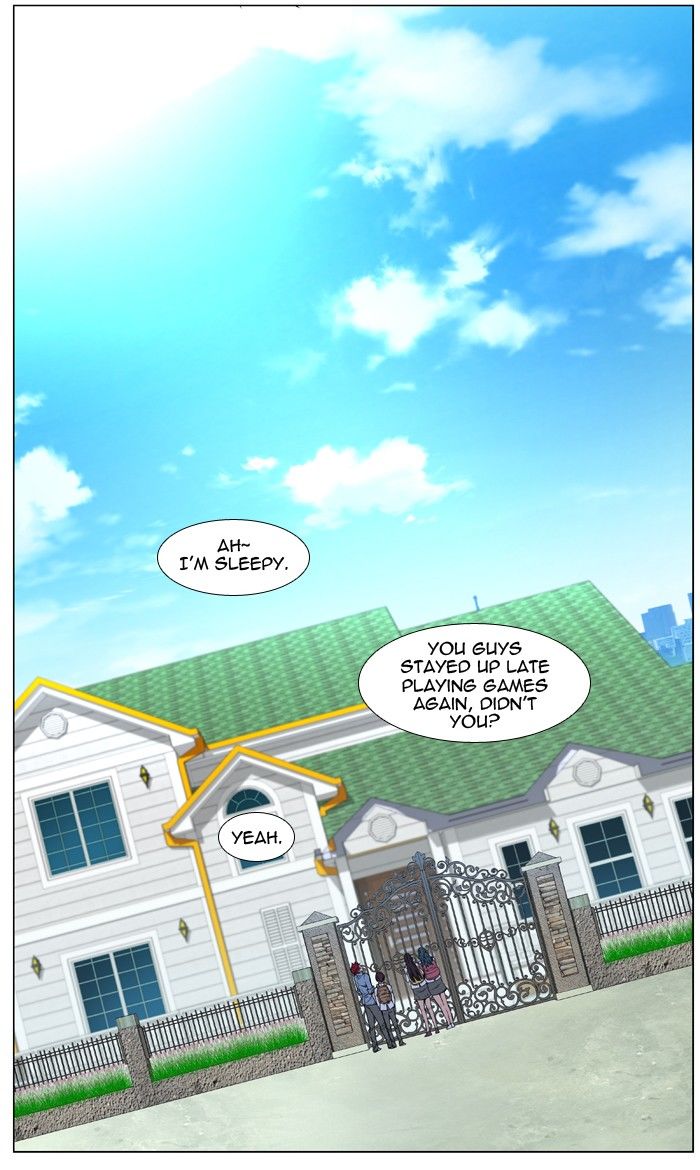 AH~
I'M SLEEPY.
YOU GUYS
STAYED UP LATE
PLAYING GAMES
AGAIN, DIDN'T
YOU?
YEAH.